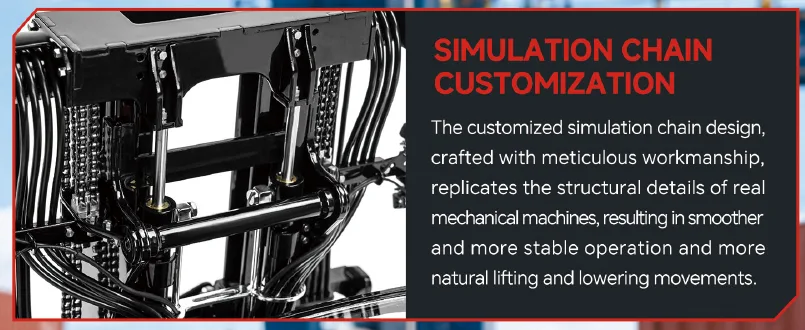 SIMULATION CHAIN
CUSTOMIZATION
The customized simulation chain design,
crafted with meticulous workmanship,
replicates the structural details of real
mechanical machines, resulting in smoother
and more stable operation and more
natural lifting and lowering movements.